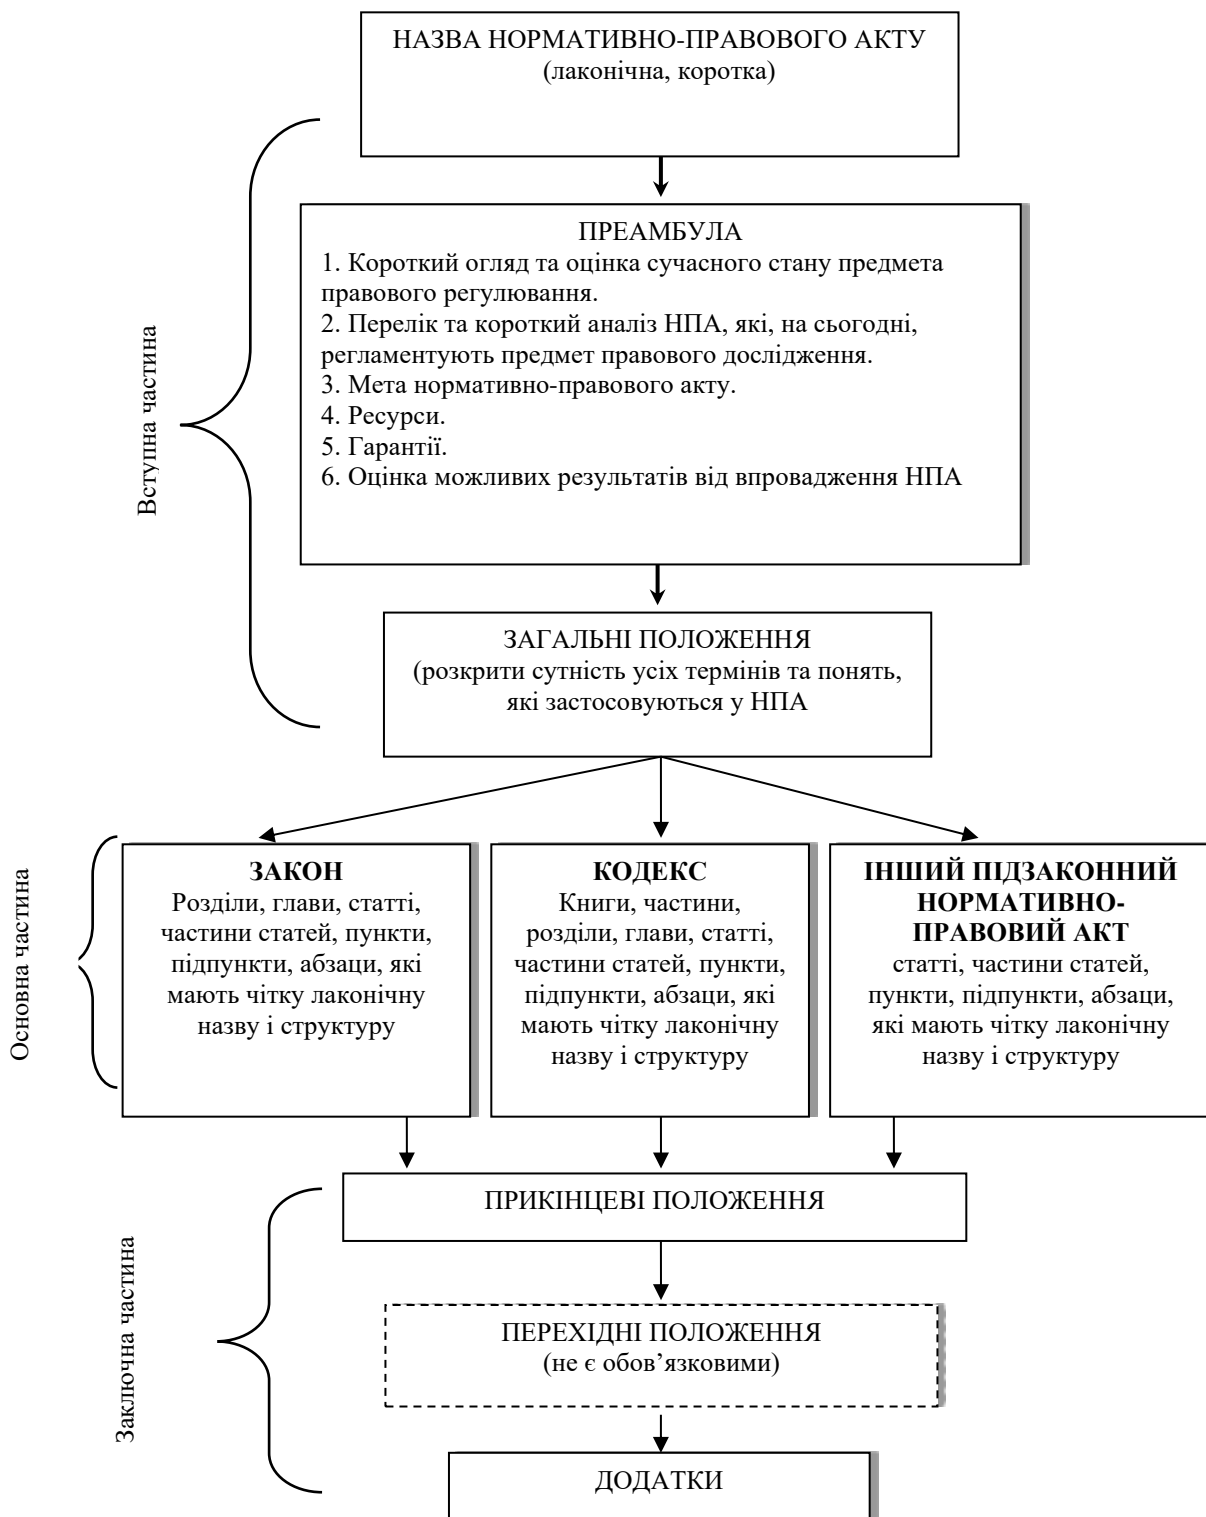 НАЗВА НОРМАТИВНО-ПРАВОВОГО АКТУ
(лаконічна, коротка)
Вступна частина
ПРЕАМБУЛА
1. Короткий огляд та оцінка сучасного стану предмета
правового регулювання.
2. Перелік та короткий аналіз НПА, які, на сьогодні,
регламентують предмет правового дослідження.
3. Мета нормативно-правового акту.
4. Ресурси.
5. Гарантії.
6. Оцінка можливих результатів від впровадження НПА
ЗАГАЛЬНІ ПОЛОЖЕННЯ
(розкрити сутність усіх термінів та понять,
які застосовуються у НПА
Основна частина
ЗАКОН
Розділи, глави, статті,
частини статей, пункти,
підпункти, абзаци, які
мають чітку лаконічну
назву і структуру
КОДЕКС
Книги, частини,
розділи, глави, статті,
частини статей, пункти,
підпункти, абзаци, які
мають чітку лаконічну
назву і структуру
ІНШИЙ ПІДЗАКОННИЙ
НОРМАТИВНО-
ПРАВОВИЙ АКТ
статті, частини статей,
пункти, підпункти, абзаци,
які мають чітку лаконічну
назву і структуру
Заключна частина
ПРИКІНЦЕВІ ПОЛОЖЕННЯ
ПЕРЕХІДНІ ПОЛОЖЕННЯ
(не є обов’язковими)
ДОДАТКИ